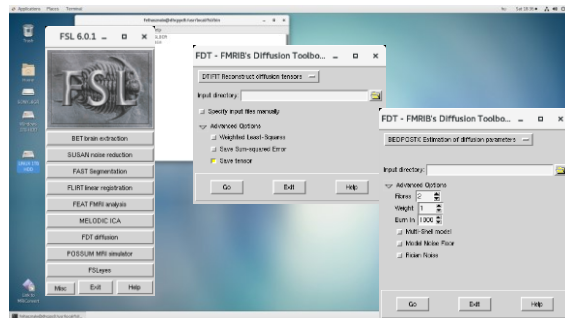 Applications Places Terminal
Trash
Home
FSL 6.0.1
FSL
BET brain extraction
SUSAN noise reduction
FAST Segmentation
FLIRT linear registration
FEAT FMRI analysis
MELODIC ICA
FDT diffusion
POSSUM MRI simulator
FSLeyes
Misc
Exit
Help
FDT - FMRIB's Diffusion Toolbo...
DTIFIT Reconstruct diffusion tensors
Input directory:
Specify input files manually
Advanced Options
Weighted Least-Squares
Save Sum-squared Error
Save tensor
Go
Exit
Help
FDT - FMRIB's Diffusion Toolbo...
BEDPOSTX Estimation of diffusion parameters
Input directory:
Advanced Options
Fibres 2
Weight 1
Burn In 1000
Multi-Shell model
Model Noise Floor
Rician Noise
Go
Exit
Help